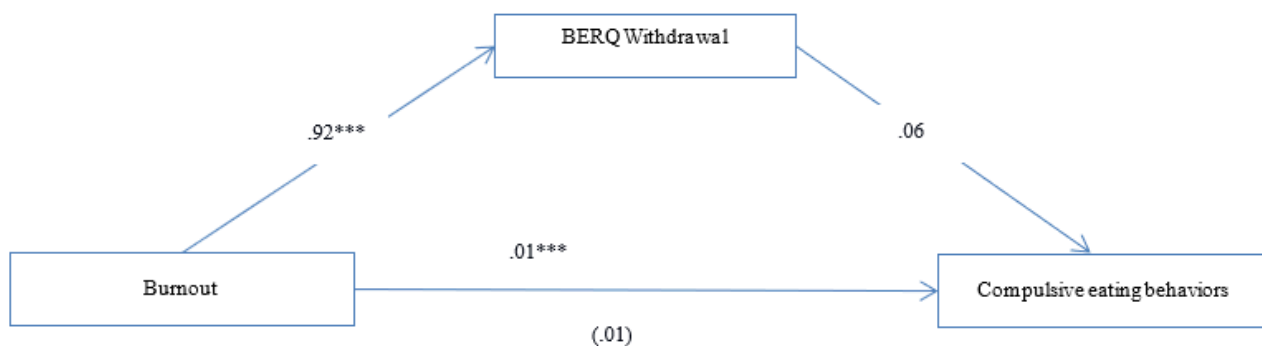 BERQ Withdrawal
.92***
.06
.01***
Burnout
Compulsive eating behaviors
(.01)